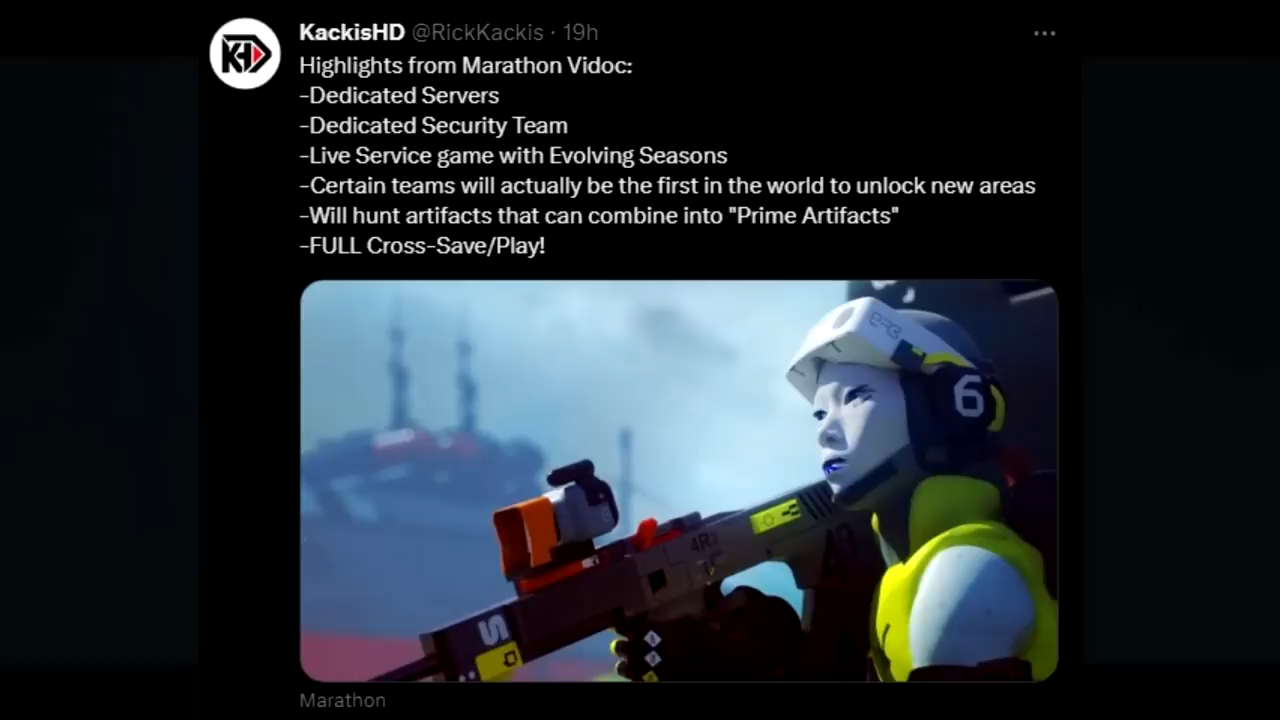 KackisHD @RickKackis · 19h
Highlights from Marathon Vidoc:
-Dedicated Servers
-Dedicated Security Team
-Live Service game with Evolving Seasons
-Certain teams will actually be the first in the world to unlock new areas
-Will hunt artifacts that can combine into "Prime Artifacts"
-FULL Cross-Save/Play!
6
4R
S
Marathon